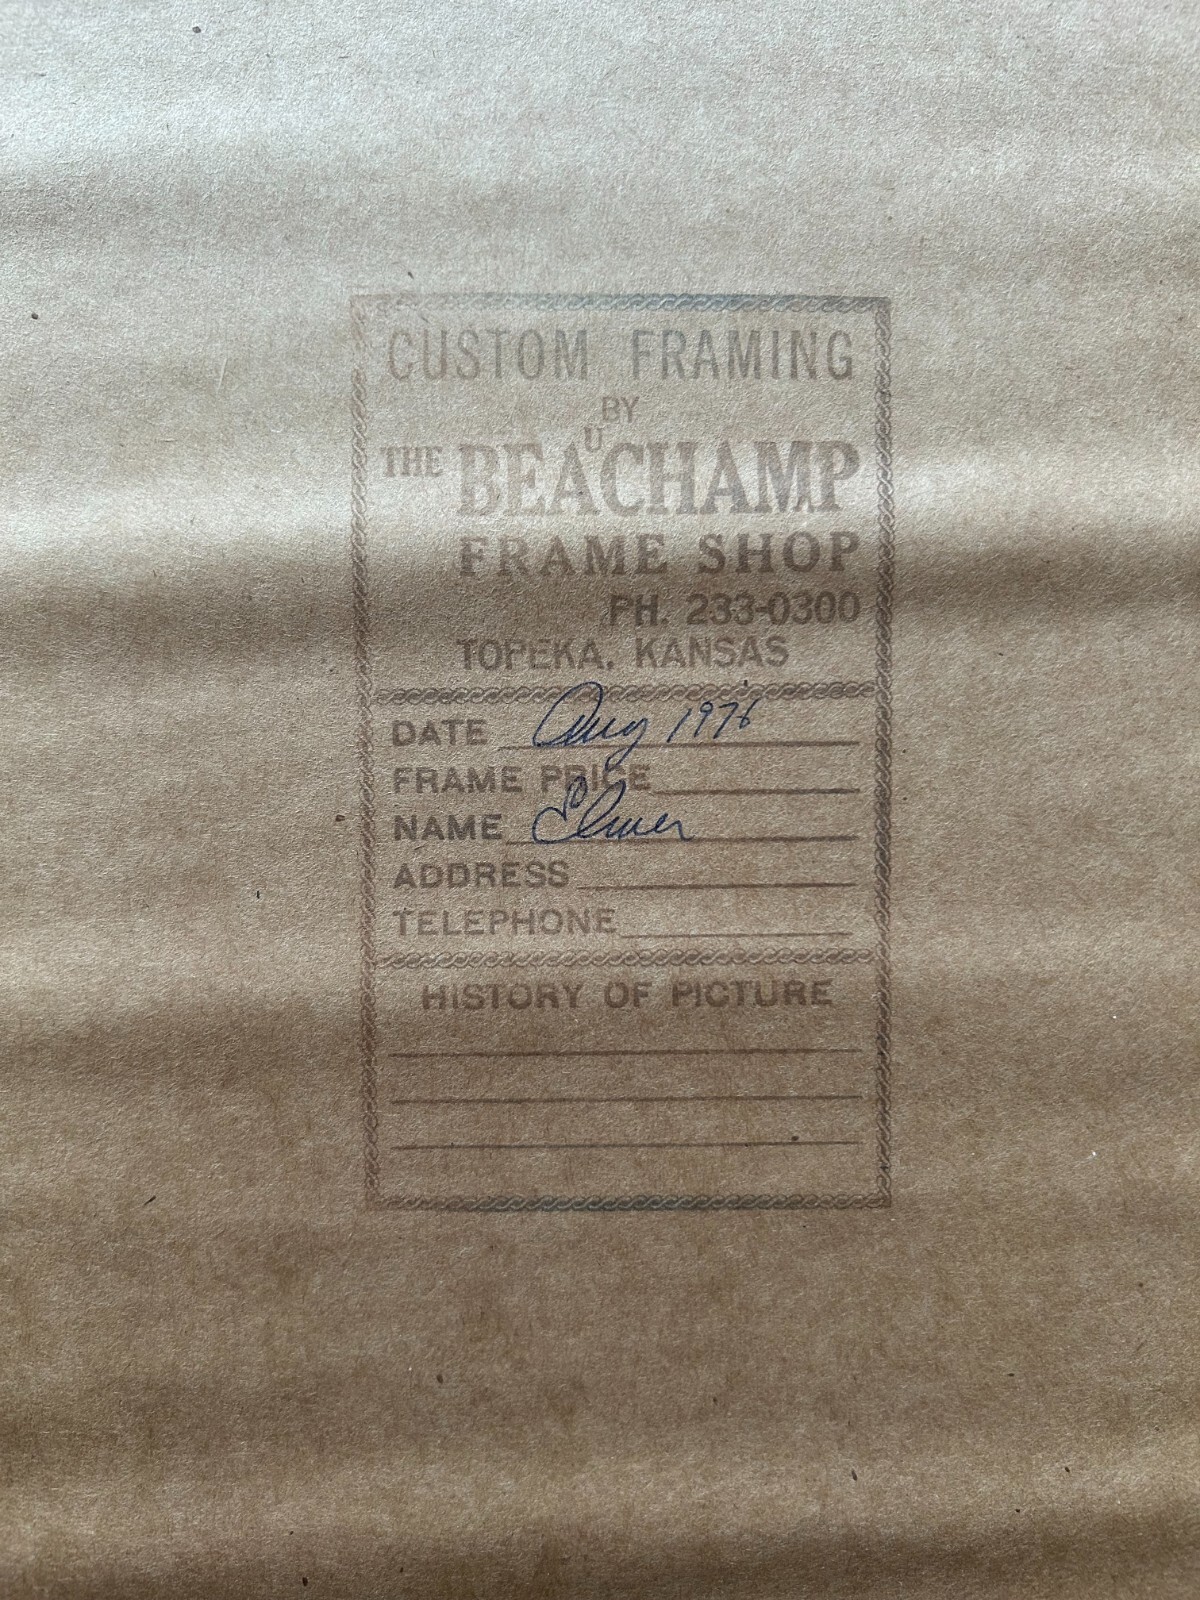 CUSTOM FRAMING
BY
THE BEAUCHAMP
FRAME SHOP
PH. 233-0300
TOPEKA, KANSAS
DATE Aug 1976
FRAME PRICE
NAME Elmer
ADDRESS
TELEPHONE
HISTORY OF PICTURE